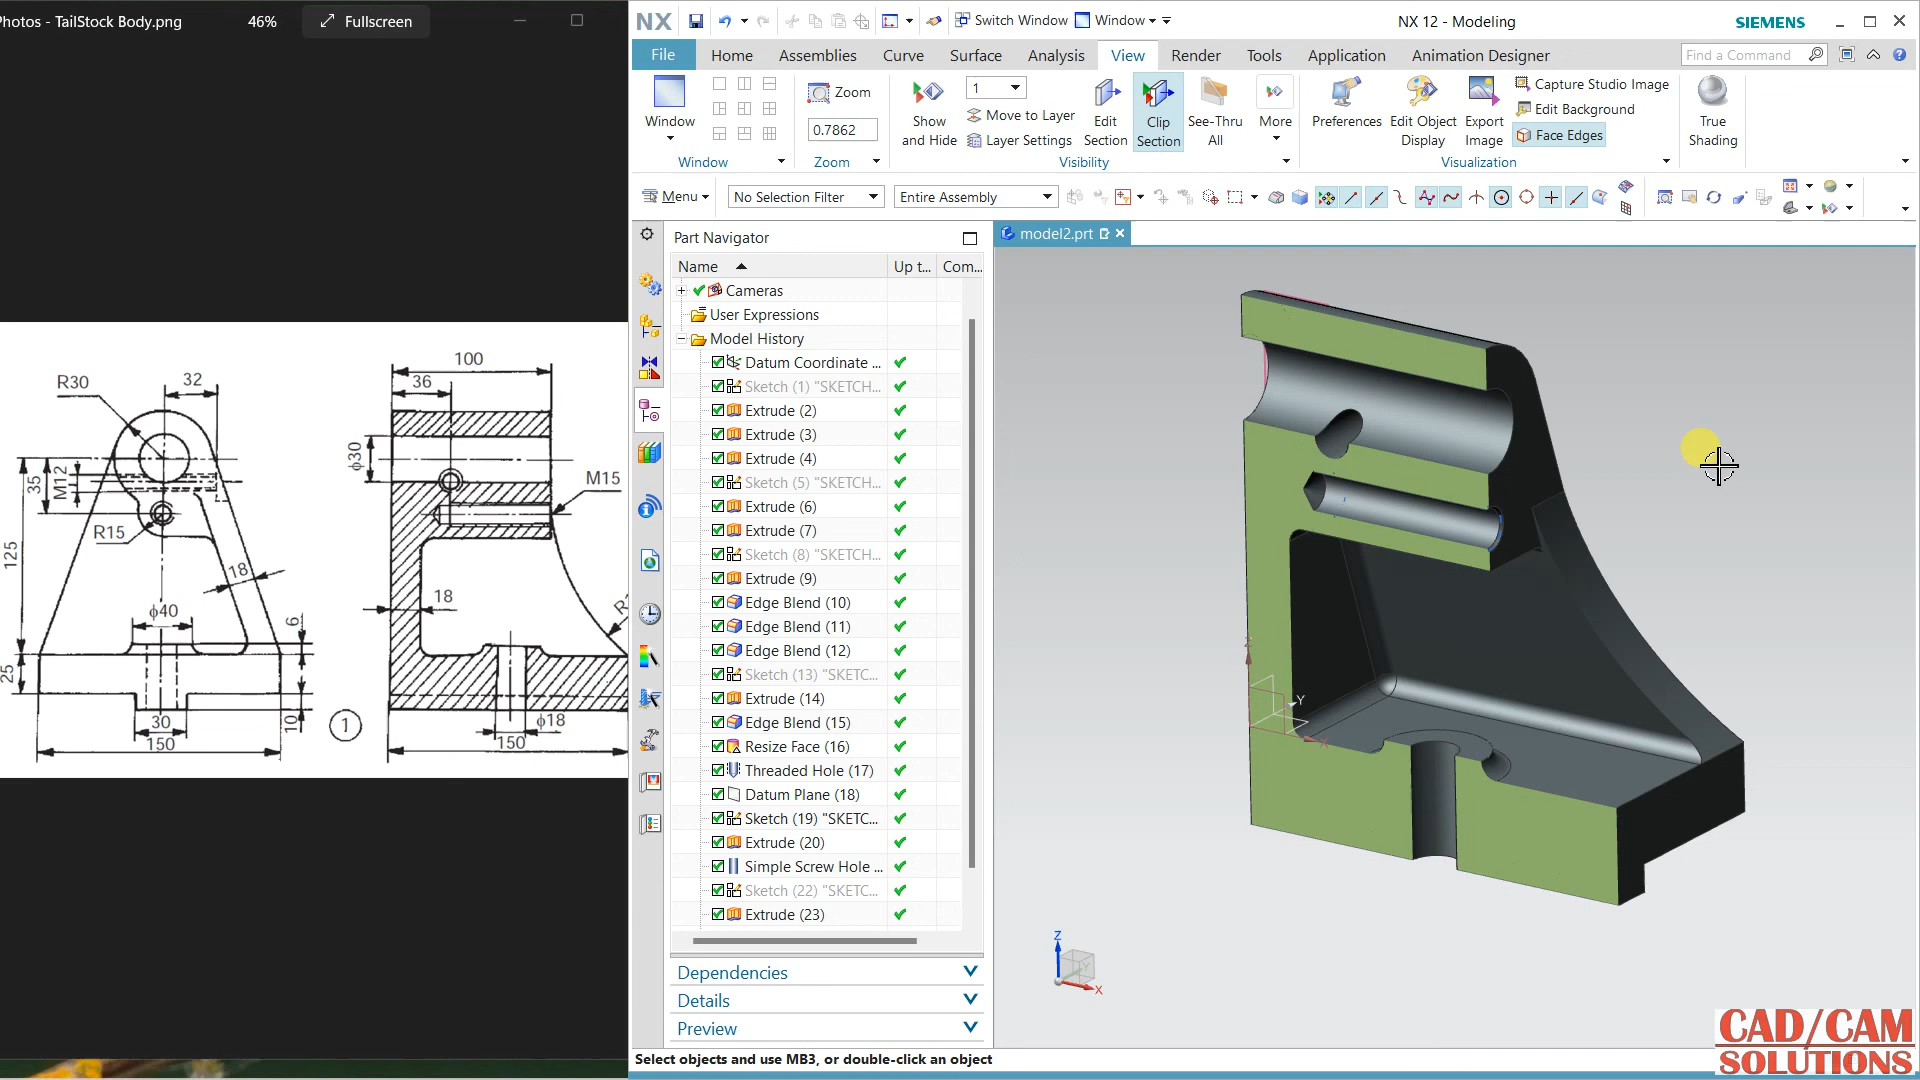 Photos - TailStock Body.png
46%
Fullscreen
NX
Switch Window
Window
NX 12 - Modeling
SIEMENS
File
Home
Assemblies
Curve
Surface
Analysis
View
Render
Tools
Application
Animation Designer
Find a Command
Window
Zoom
0.7862
Show and Hide
1
Move to Layer
Layer Settings
Edit Section
Clip Section
See-Thru All
More
Preferences
Edit Object Display
Export Image
Capture Studio Image
Edit Background
Face Edges
True Shading
Window
Zoom
Visibility
Visualization
Menu
No Selection Filter
Entire Assembly
Part Navigator
model2.prt
Name
Up t...
Com...
Cameras
User Expressions
Model History
Datum Coordinate ...
Sketch (1) "SKETCH...
Extrude (2)
Extrude (3)
Extrude (4)
Sketch (5) "SKETCH...
Extrude (6)
Extrude (7)
Sketch (8) "SKETCH...
Extrude (9)
Edge Blend (10)
Edge Blend (11)
Edge Blend (12)
Sketch (13) "SKETC...
Extrude (14)
Edge Blend (15)
Resize Face (16)
Threaded Hole (17)
Datum Plane (18)
Sketch (19) "SKETC...
Extrude (20)
Simple Screw Hole ...
Sketch (22) "SKETC...
Extrude (23)
Dependencies
Details
Preview
Select objects and use MB3, or double-click an object
R30
32
35
M12
R15
125
18
ϕ40
6
25
30
10
150
1
100
36
ϕ30
M15
18
ϕ18
150
Y
X
Z
X
CAD/CAM
SOLUTIONS